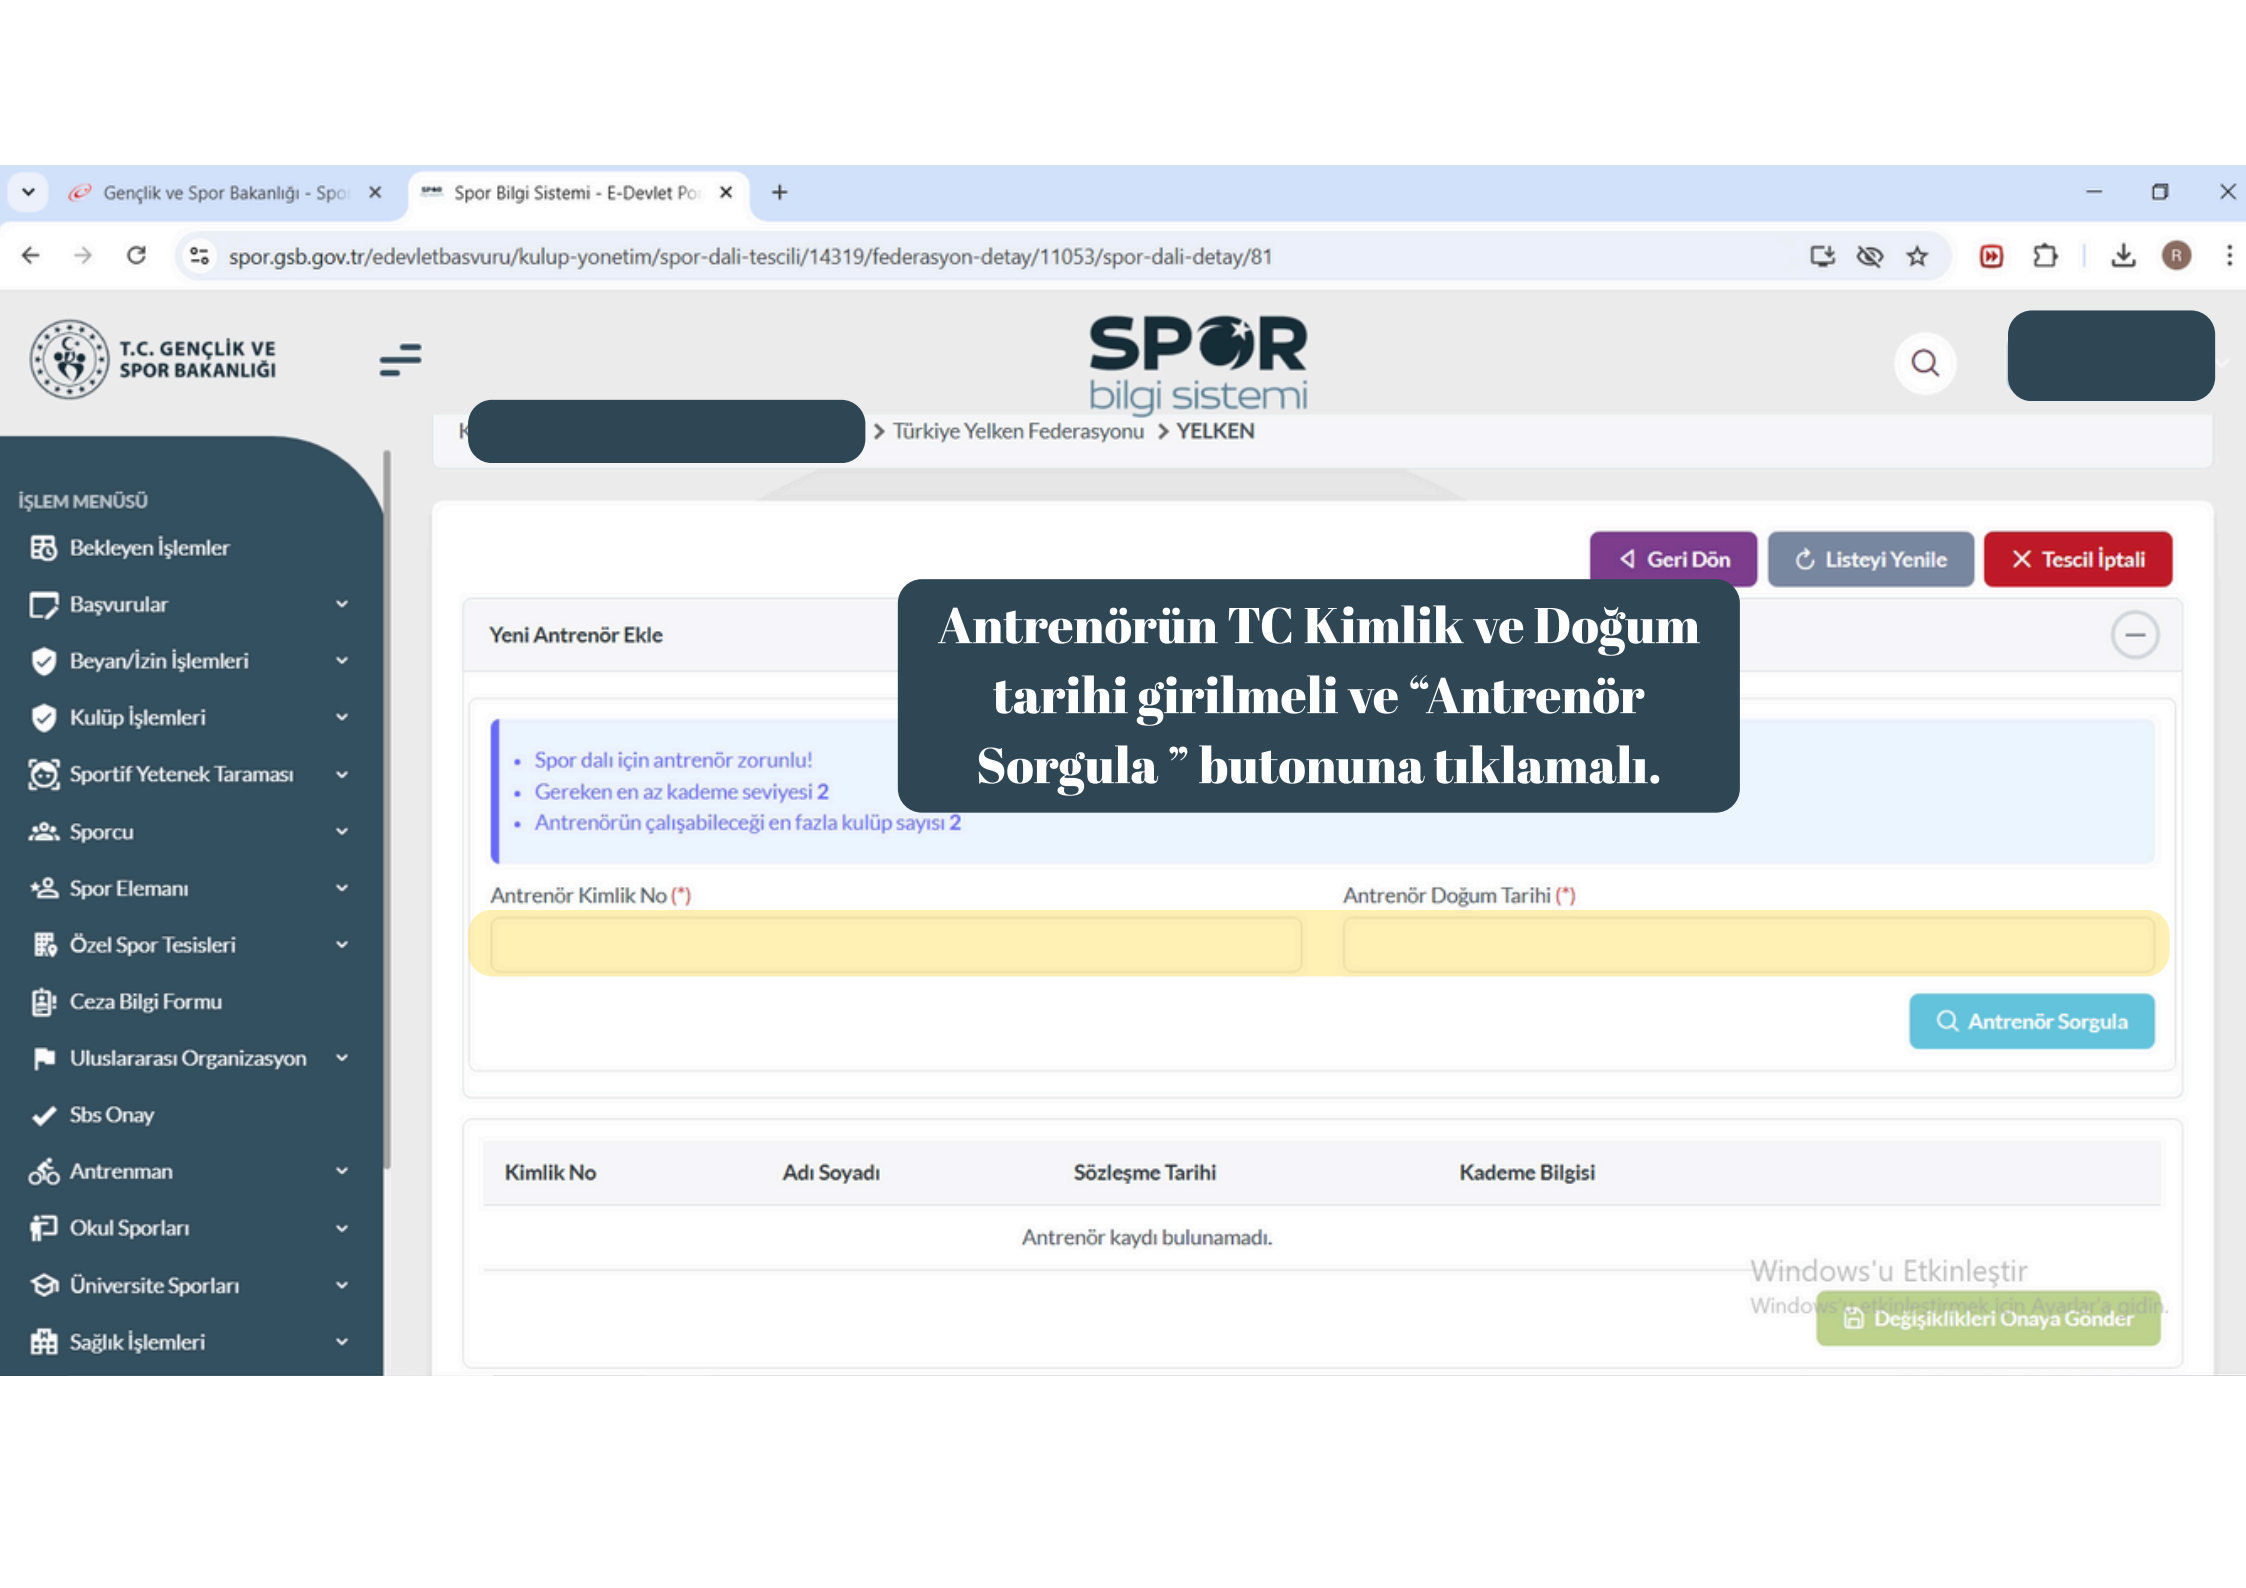 Gençlik ve Spor Bakanlığı - Spor
Spor Bilgi Sistemi - E-Devlet Po
spor.gsb.gov.tr/edevletbasvuru/kulup-yonetim/spor-dali-tescili/14319/federasyon-detay/11053/spor-dali-detay/81
R
T.C. GENÇLİK VE
SPOR BAKANLIĞI
SPOR
bilgi sistemi
K > Türkiye Yelken Federasyonu > YELKEN
İŞLEM MENÜSÜ
Bekleyen İşlemler
Başvurular
Beyan/İzin İşlemleri
Kulüp İşlemleri
Sportif Yetenek Taraması
Sporcu
Spor Elemanı
Özel Spor Tesisleri
Ceza Bilgi Formu
Uluslararası Organizasyon
Sbs Onay
Antrenman
Okul Sporları
Üniversite Sporları
Sağlık İşlemleri
Geri Dön
Listeyi Yenile
Tescil İptali
Yeni Antrenör Ekle
Antrenörün TC Kimlik ve Doğum
tarihi girilmeli ve “Antrenör
Sorgula ” butonuna tıklamalı.
• Spor dalı için antrenör zorunlu!
• Gereken en az kademe seviyesi 2
• Antrenörün çalışabileceği en fazla kulüp sayısı 2
Antrenör Kimlik No (*)
Antrenör Doğum Tarihi (*)
Antrenör Sorgula
Kimlik No Adı Soyadı Sözleşme Tarihi Kademe Bilgisi
Antrenör kaydı bulunamadı.
Windows'u Etkinleştir
Windows'u etkinleştirmek için Ayarlar'a gidin.
Değişiklikleri Onaya Gönder